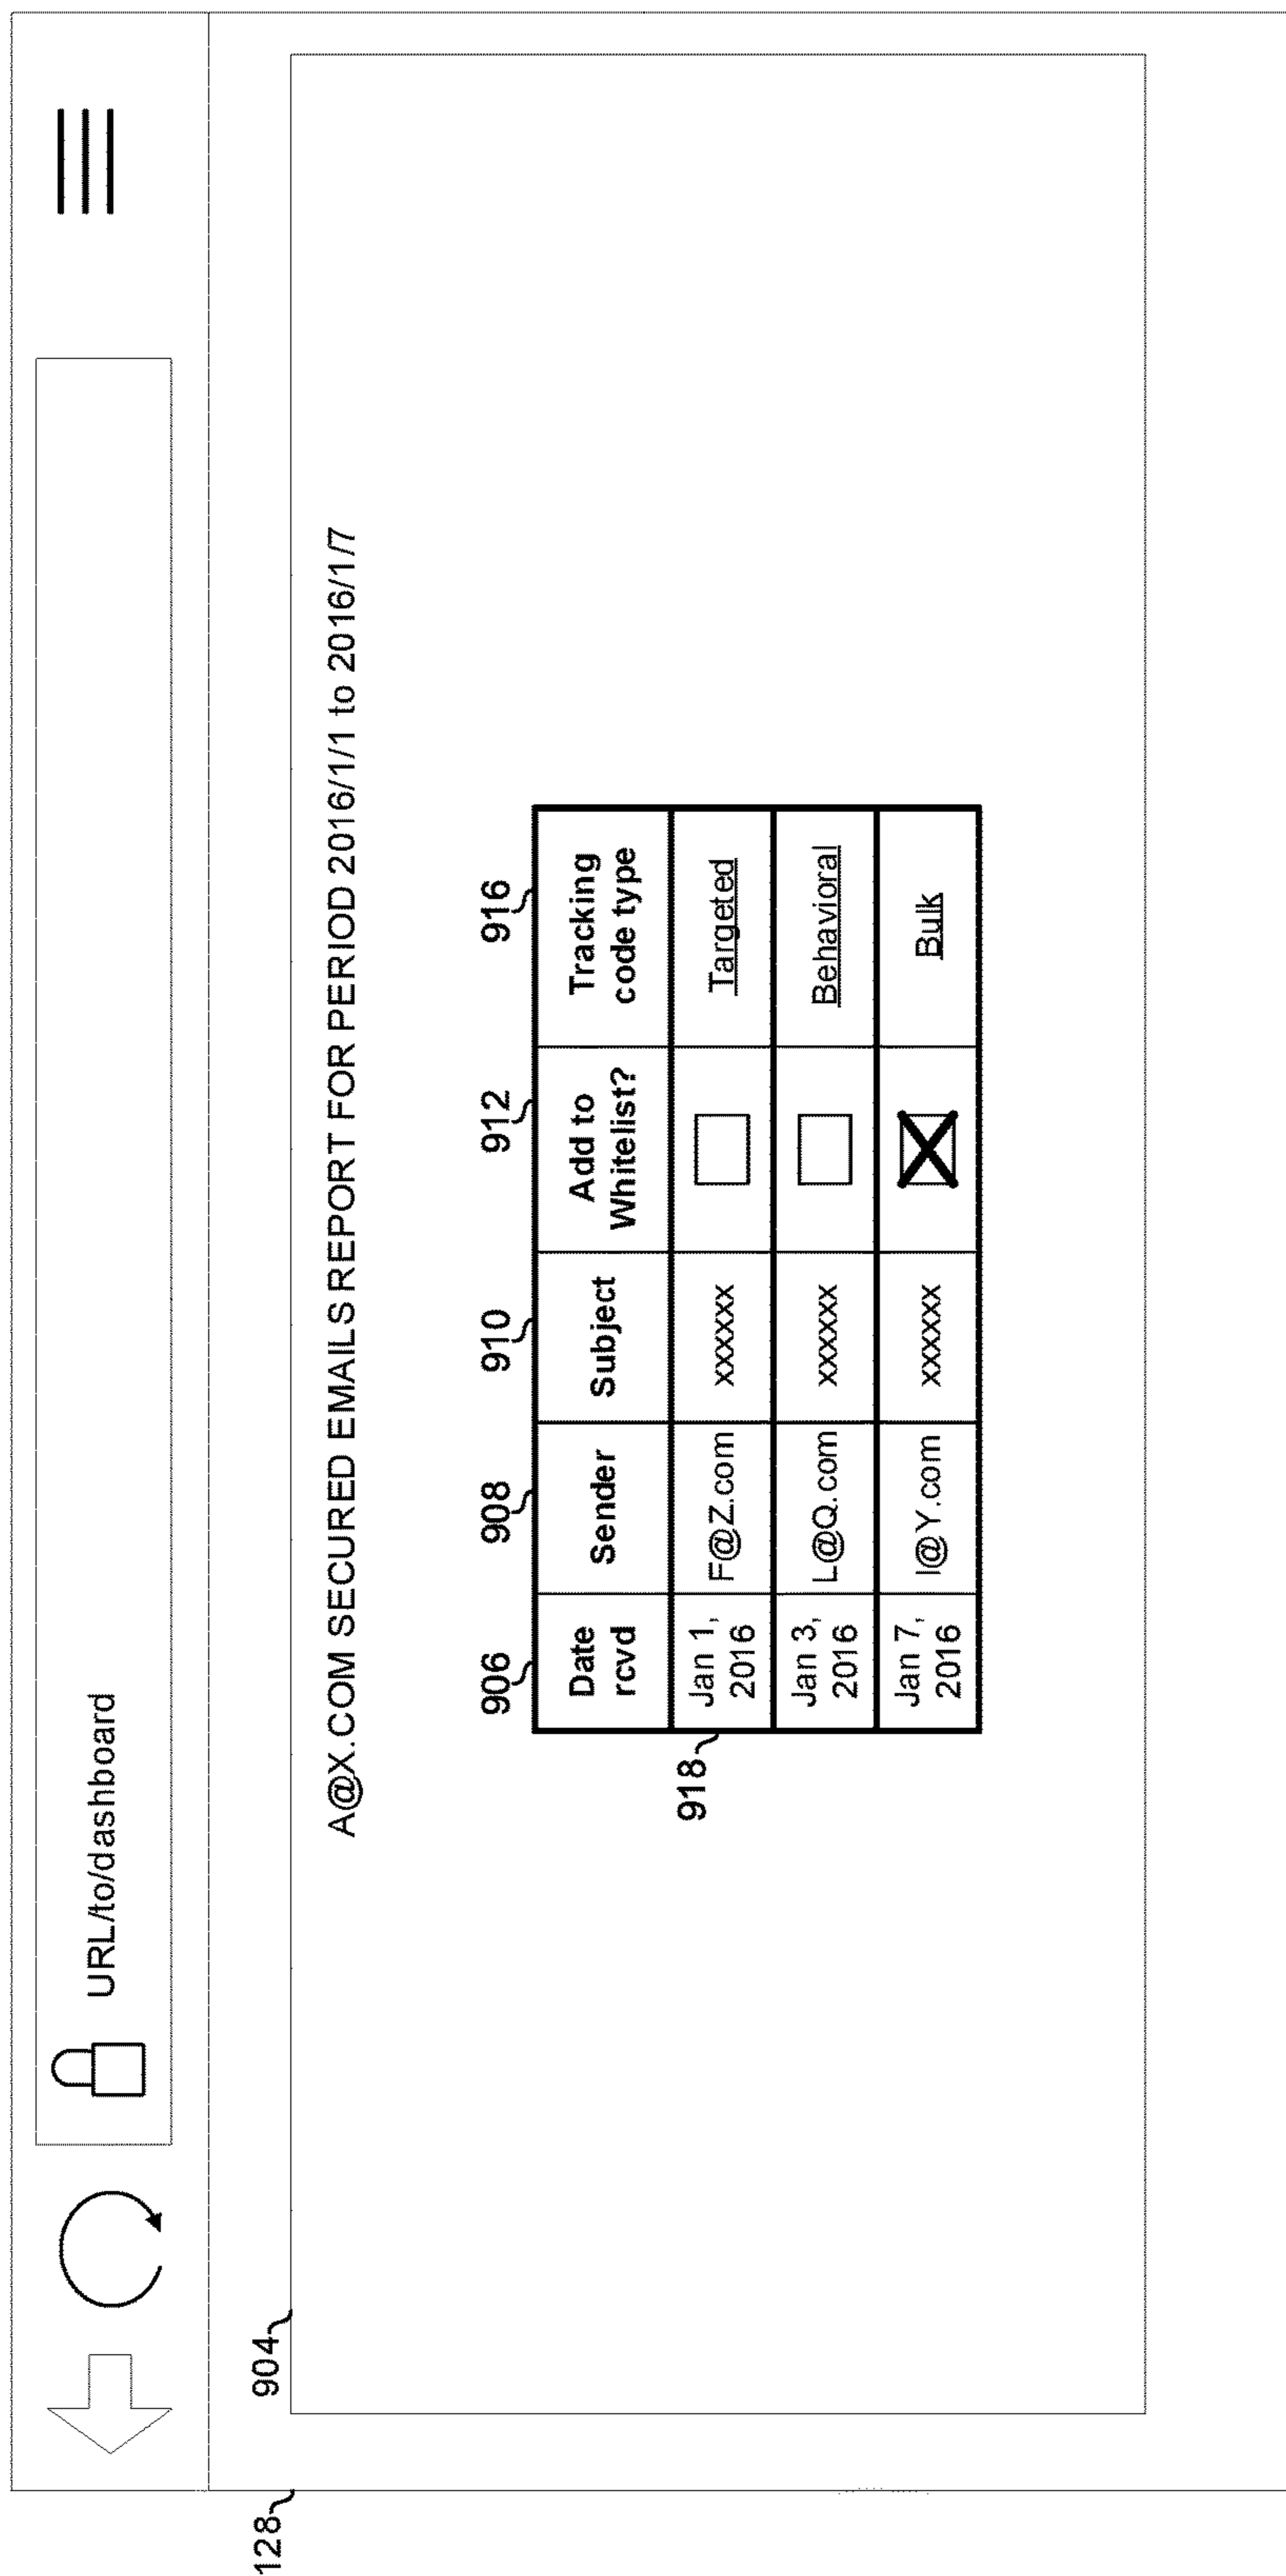 URL/to/dashboard
128
904
A@X.COM SECURED EMAILS REPORT FOR PERIOD 2016/1/1 to 2016/1/7
906 908 910 912 916
Date rcvd Sender Subject Add to Whitelist? Tracking code type
918
Jan 1, 2016 F@Z.com xxxxxx Targeted
Jan 3, 2016 L@Q.com xxxxxx Behavioral
Jan 7, 2016 I@Y.com xxxxxx Bulk